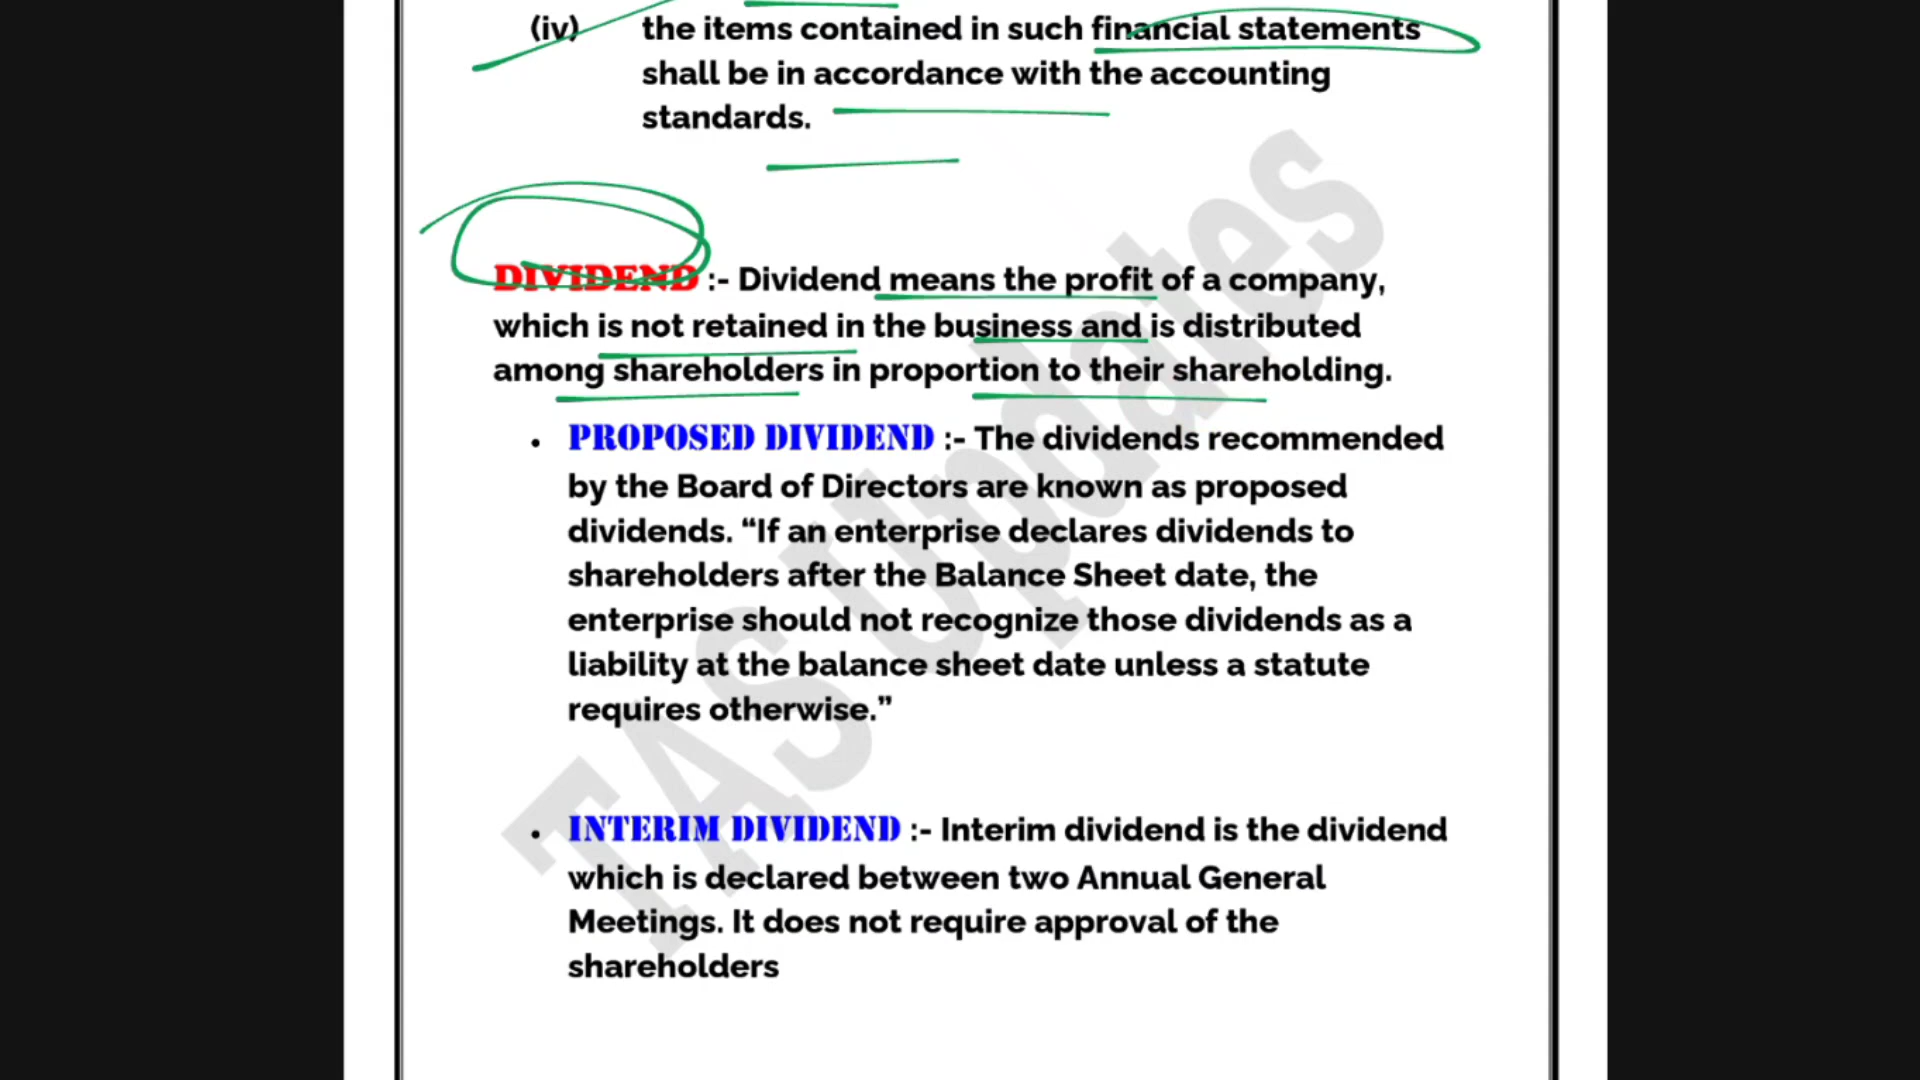 (iv) the items contained in such financial statements
shall be in accordance with the accounting
standards.
DIVIDEND :- Dividend means the profit of a company,
which is not retained in the business and is distributed
among shareholders in proportion to their shareholding.
• PROPOSED DIVIDEND :- The dividends recommended
by the Board of Directors are known as proposed
dividends. “If an enterprise declares dividends to
shareholders after the Balance Sheet date, the
enterprise should not recognize those dividends as a
liability at the balance sheet date unless a statute
requires otherwise.”
• INTERIM DIVIDEND :- Interim dividend is the dividend
which is declared between two Annual General
Meetings. It does not require approval of the
shareholders
TAS Updates